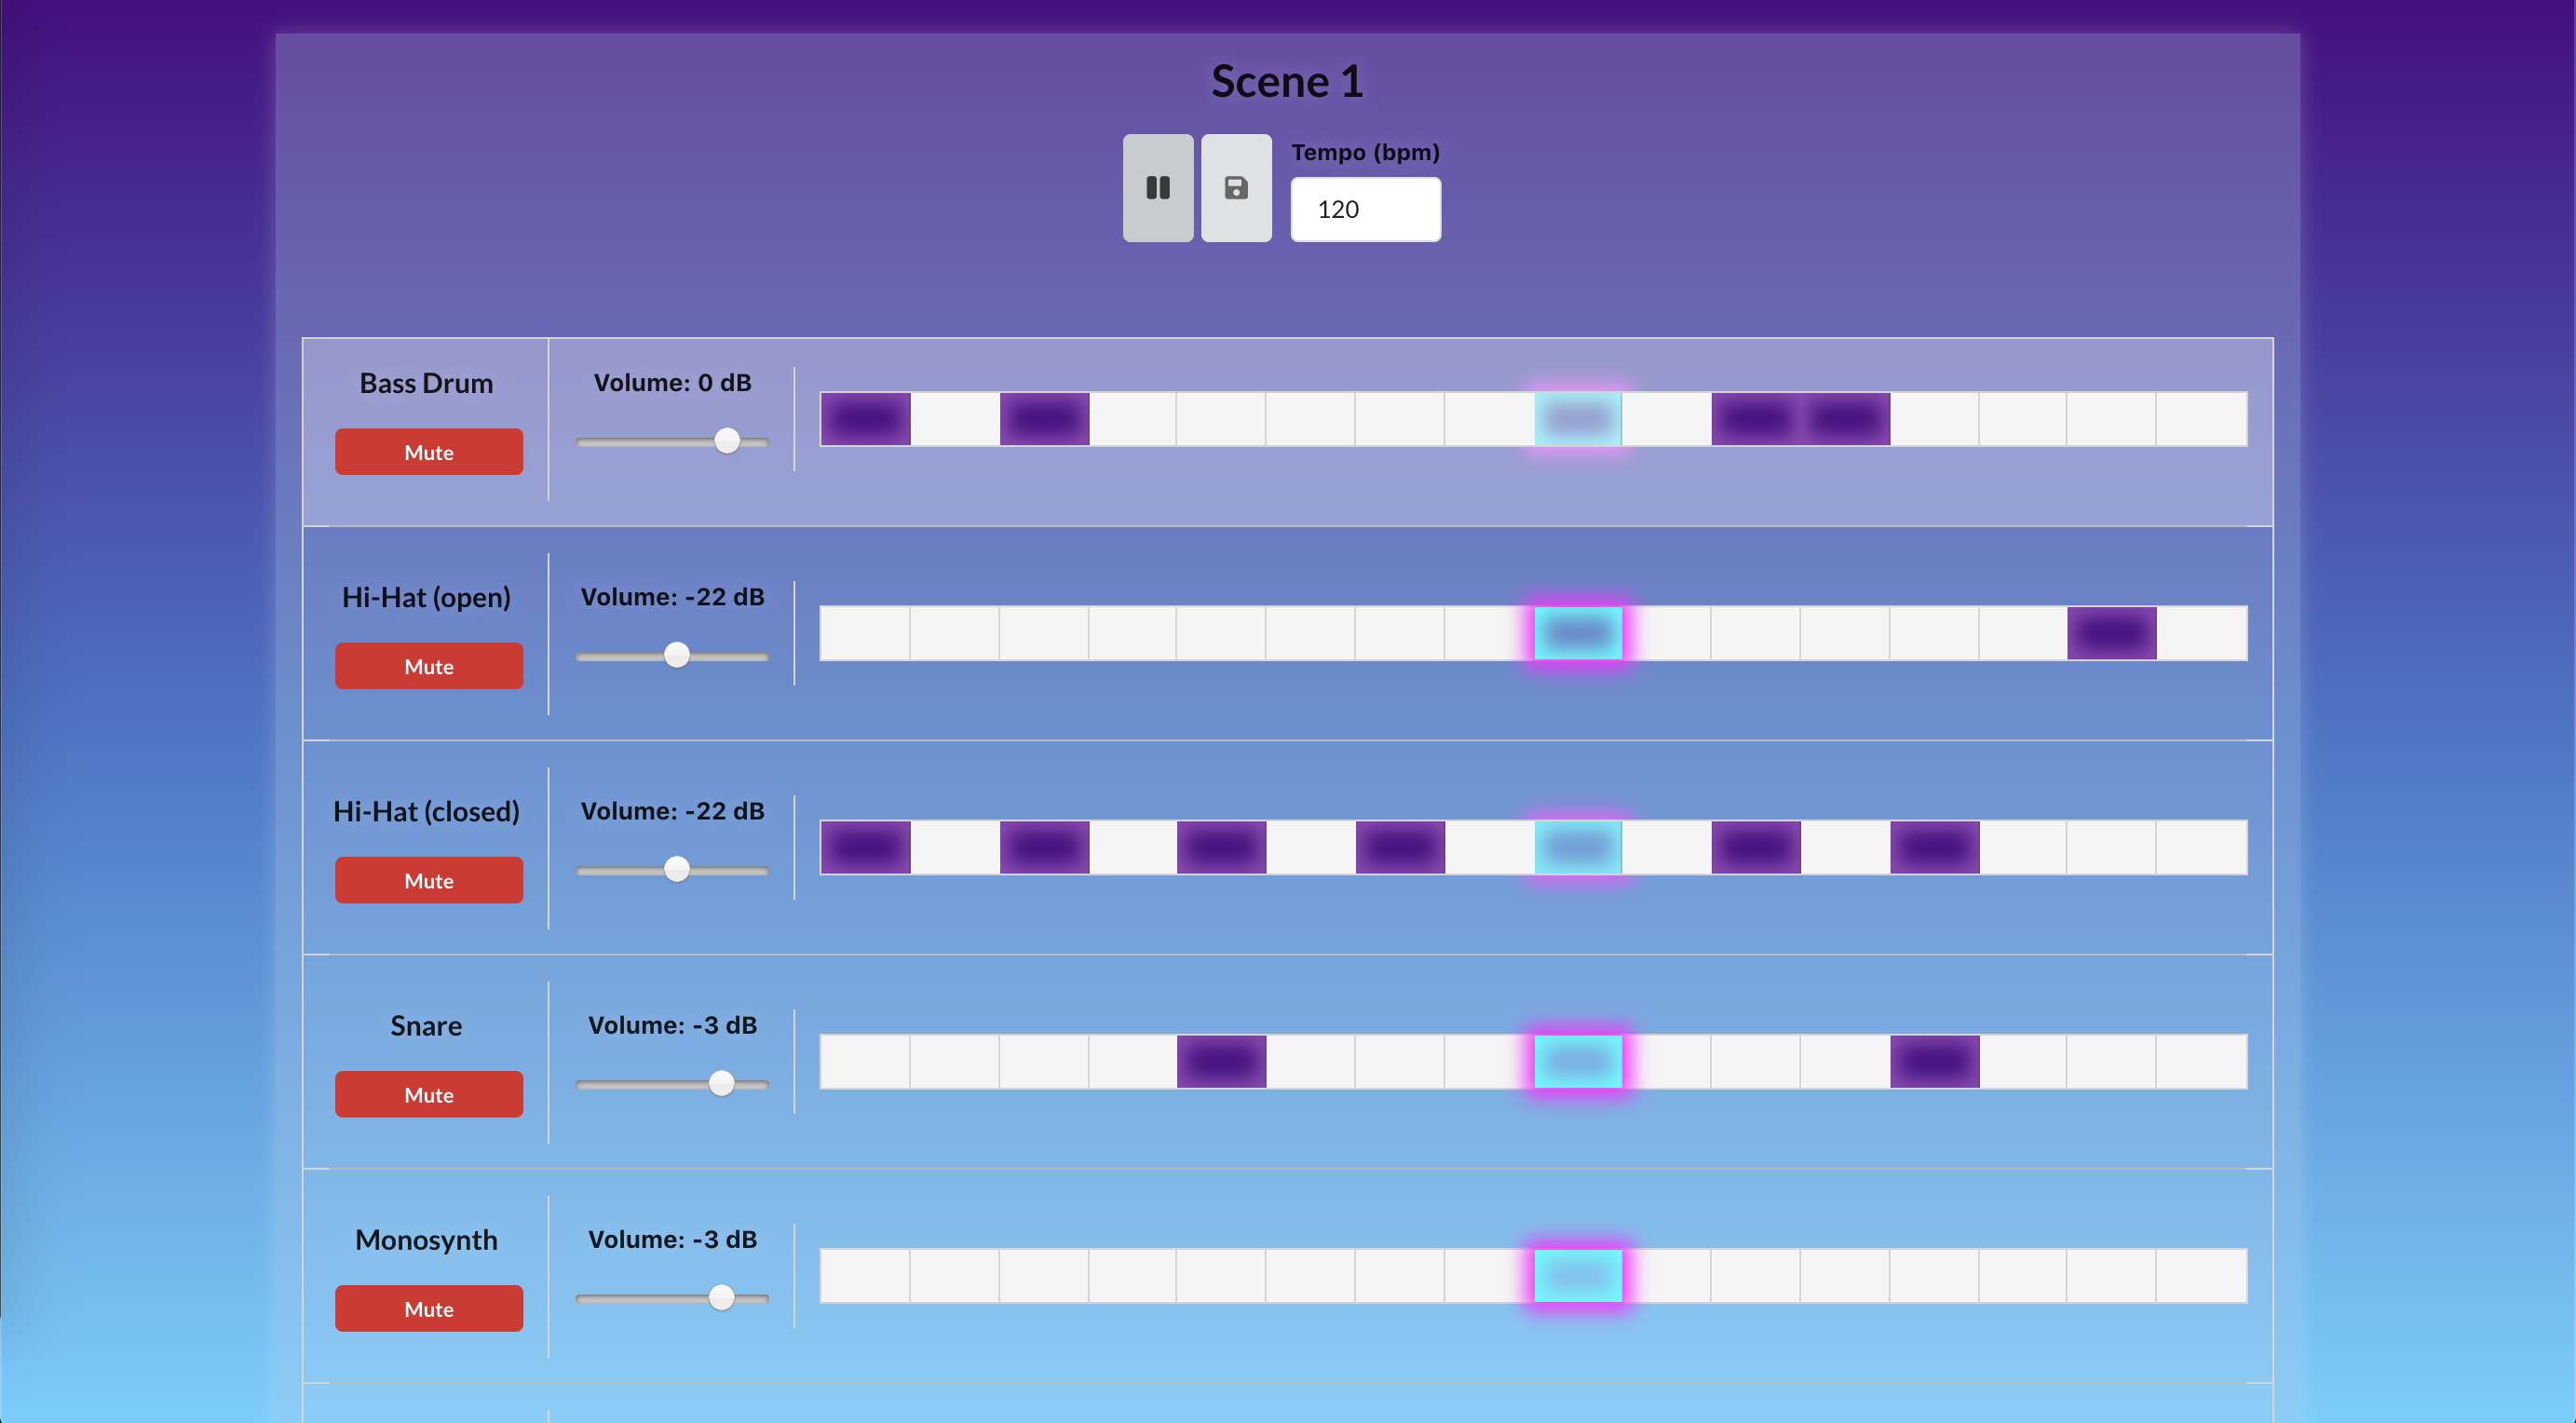 Scene 1
Tempo (bpm)
120
Bass Drum
Volume: 0 dB
Mute
Hi-Hat (open)
Volume: -22 dB
Mute
Hi-Hat (closed)
Volume: -22 dB
Mute
Snare
Volume: -3 dB
Mute
Monosynth
Volume: -3 dB
Mute